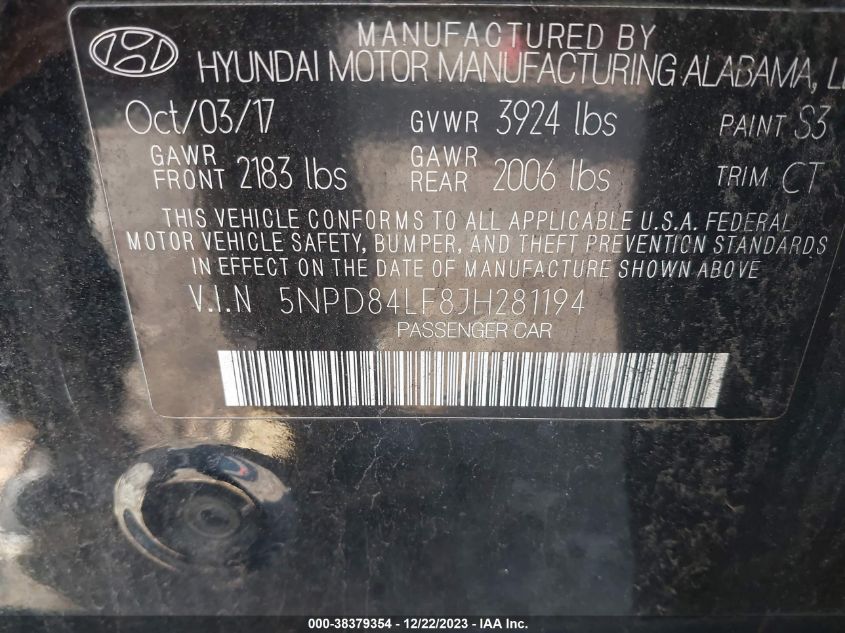 MANUFACTURED BY
HYUNDAI MOTOR MANUFACTURING ALABAMA,
Oct/03/17 GVWR 3924 lbs PAINT S3
GAWR FRONT 2183 lbs GAWR REAR 2006 lbs TRIM CT
THIS VEHICLE CONFORMS TO ALL APPLICABLE U.S.A. FEDERAL
MOTOR VEHICLE SAFETY, BUMPER, AND THEFT PREVENTION STANDARDS
IN EFFECT ON THE DATE OF MANUFACTURE SHOWN ABOVE
V.I.N 5NPD84LF8JH281194
PASSENGER CAR
000-38379354 - 12/22/2023 - IAA Inc.